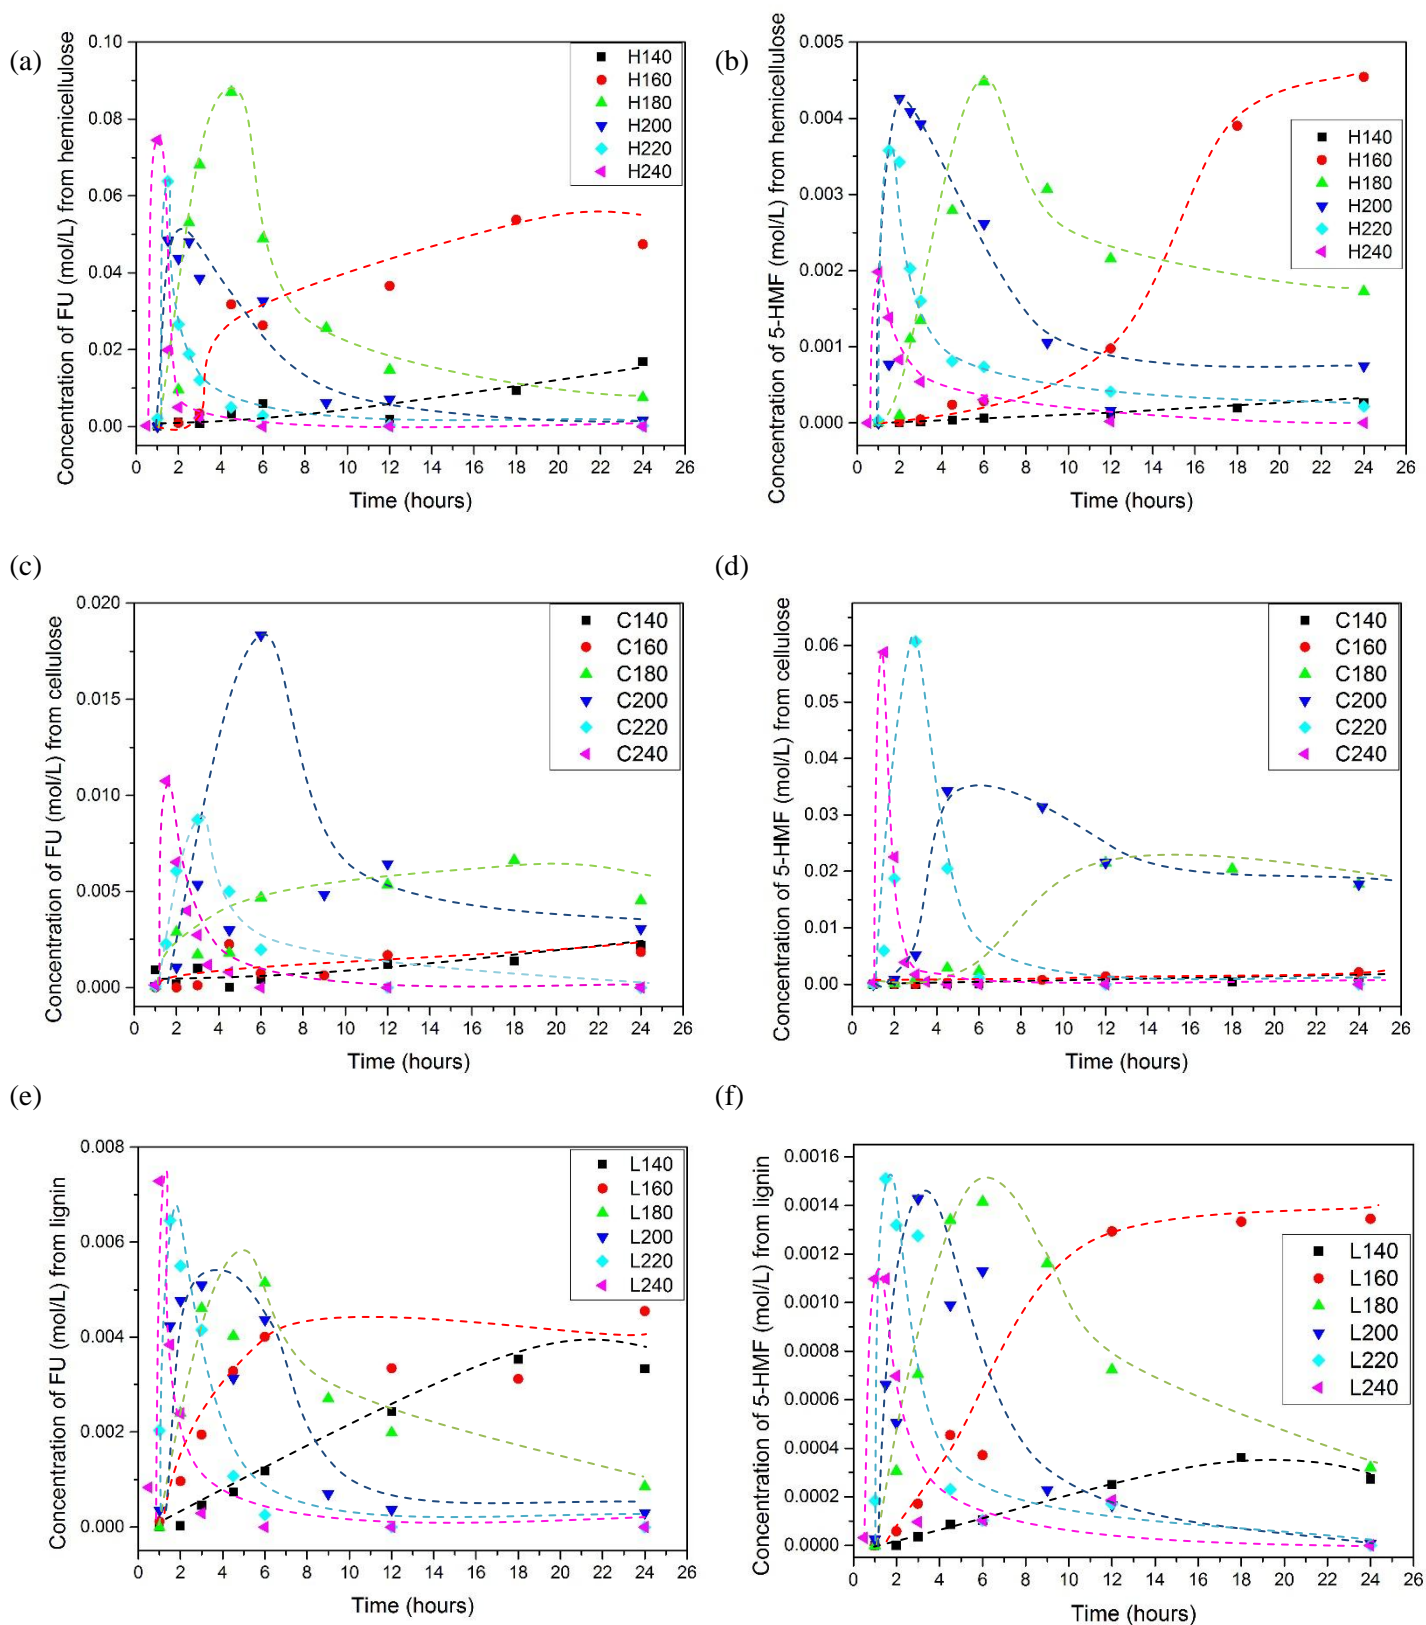 (a)
Concentration of FU (mol/L) from hemicellulose
0.10
0.08
0.06
0.04
0.02
0.00
0 2 4 6 8 10 12 14 16 18 20 22 24 26
Time (hours)
H140
H160
H180
H200
H220
H240
(b)
Concentration of 5-HMF (mol/L) from hemicellulose
0.005
0.004
0.003
0.002
0.001
0.000
0 2 4 6 8 10 12 14 16 18 20 22 24 26
Time (hours)
H140
H160
H180
H200
H220
H240
(c)
Concentration of FU (mol/L) from cellulose
0.020
0.015
0.010
0.005
0.000
0 2 4 6 8 10 12 14 16 18 20 22 24 26
Time (hours)
C140
C160
C180
C200
C220
C240
(d)
Concentration of 5-HMF (mol/L) from cellulose
0.06
0.05
0.04
0.03
0.02
0.01
0.00
0 2 4 6 8 10 12 14 16 18 20 22 24 26
Time (hours)
C140
C160
C180
C200
C220
C240
(e)
Concentration of FU (mol/L) from lignin
0.008
0.006
0.004
0.002
0.000
0 2 4 6 8 10 12 14 16 18 20 22 24 26
Time (hours)
L140
L160
L180
L200
L220
L240
(f)
Concentration of 5-HMF (mol/L) from lignin
0.0016
0.0014
0.0012
0.0010
0.0008
0.0006
0.0004
0.0002
0.0000
0 2 4 6 8 10 12 14 16 18 20 22 24 26
Time (hours)
L140
L160
L180
L200
L220
L240